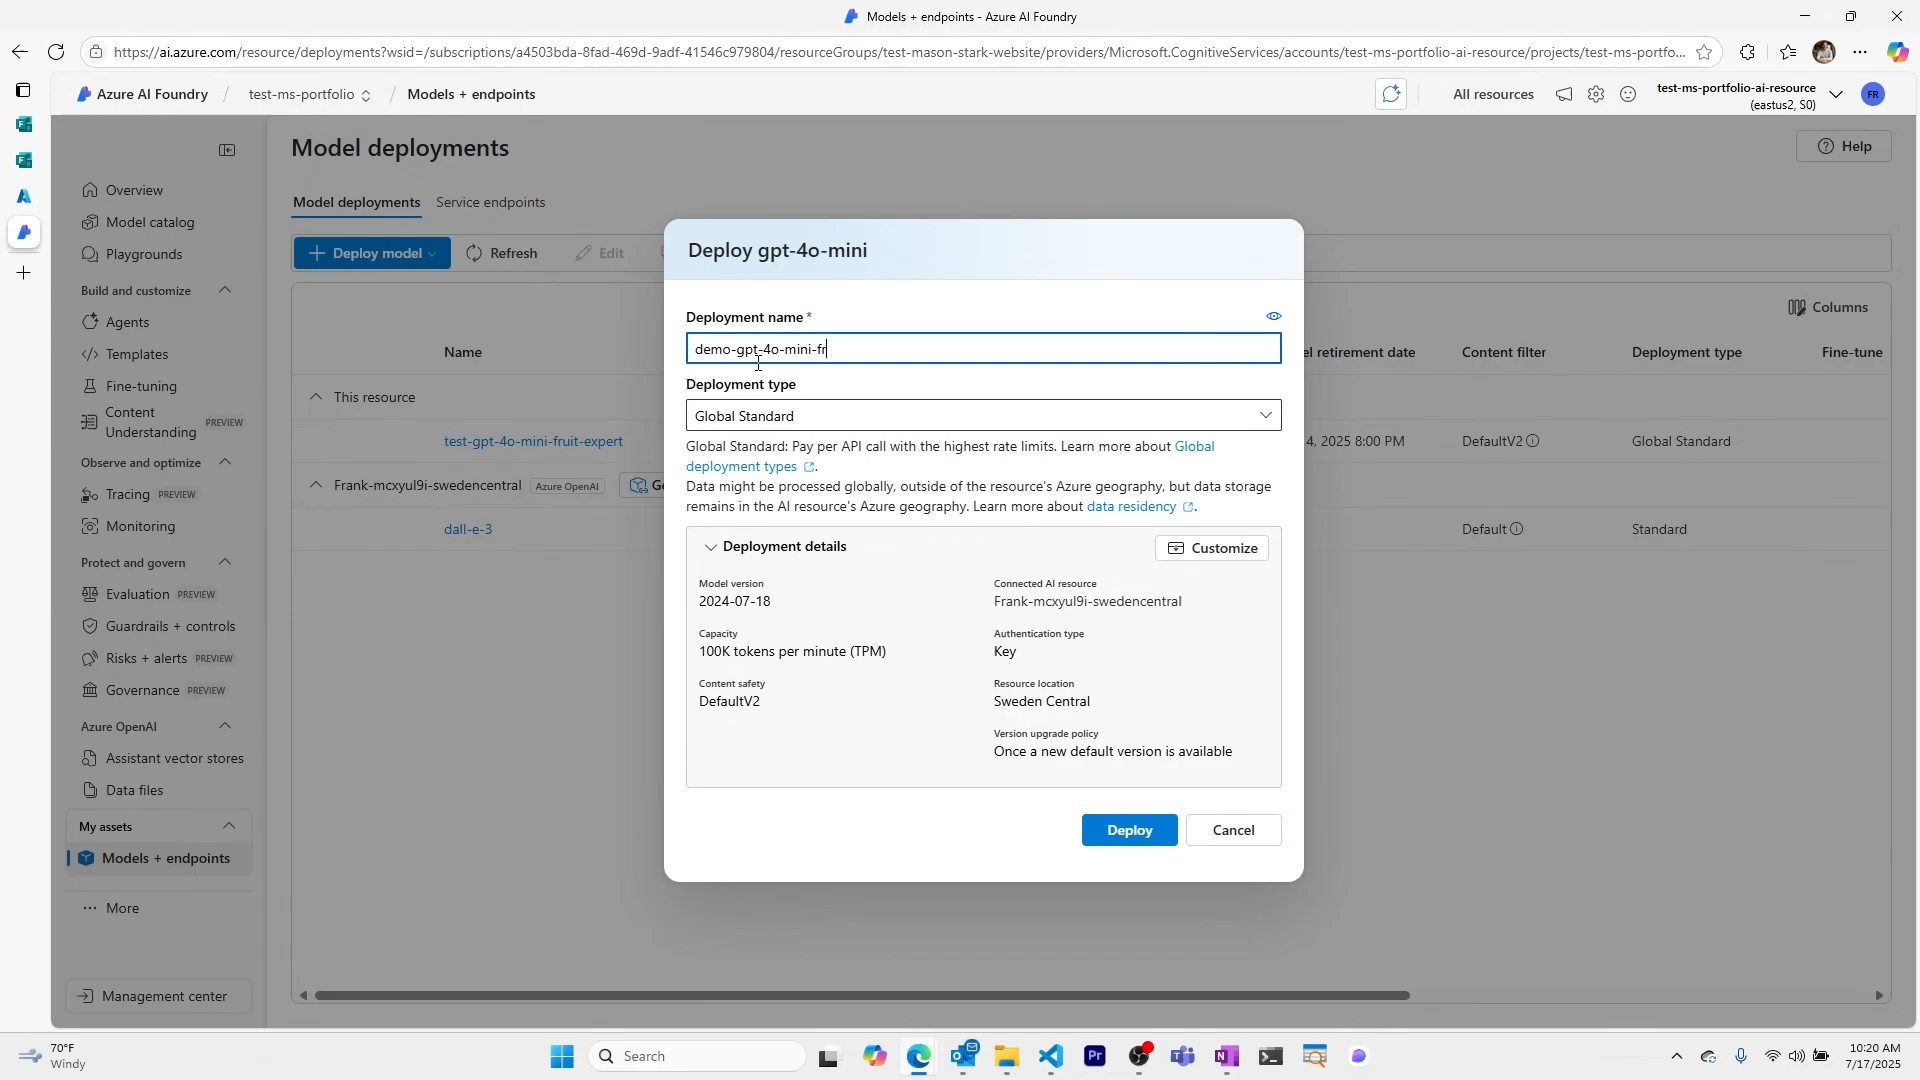 Models + endpoints - Azure AI Foundry
https://ai.azure.com/resource/deployments?wsid=/subscriptions/a4503bda-8fad-469d-9adf-41546c979804/resourceGroups/test-mason-stark-website/providers/Microsoft.CognitiveServices/accounts/test-ms-portfolio-ai-resource/projects/test-ms-portfo...
Azure AI Foundry / test-ms-portfolio / Models + endpoints
All resources
test-ms-portfolio-ai-resource
(eastus2, S0)
FR
Overview
Model catalog
Playgrounds
Build and customize
Agents
Templates
Fine-tuning
Content
Understanding PREVIEW
Observe and optimize
Tracing PREVIEW
Monitoring
Protect and govern
Evaluation PREVIEW
Guardrails + controls
Risks + alerts PREVIEW
Governance PREVIEW
Azure OpenAI
Assistant vector stores
Data files
My assets
Models + endpoints
More
Management center
Model deployments
Help
Model deployments Service endpoints
Deploy model Refresh Edit
Columns
Name el retirement date Content filter Deployment type Fine-tune
This resource
test-gpt-4o-mini-fruit-expert 4, 2025 8:00 PM DefaultV2 Global Standard
Frank-mcxyul9i-swedencentral Azure OpenAI Ge
dall-e-3 Default Standard
Deploy gpt-4o-mini
Deployment name *
demo-gpt-4o-mini-fr
Deployment type
Global Standard
Global Standard: Pay per API call with the highest rate limits. Learn more about Global
deployment types .
Data might be processed globally, outside of the resource's Azure geography, but data storage
remains in the AI resource's Azure geography. Learn more about data residency .
Deployment details
Customize
Model version
2024-07-18
Capacity
100K tokens per minute (TPM)
Content safety
DefaultV2
Connected AI resource
Frank-mcxyul9i-swedencentral
Authentication type
Key
Resource location
Sweden Central
Version upgrade policy
Once a new default version is available
Deploy Cancel
70°F
Windy
Search
Pr
10:20 AM
7/17/2025